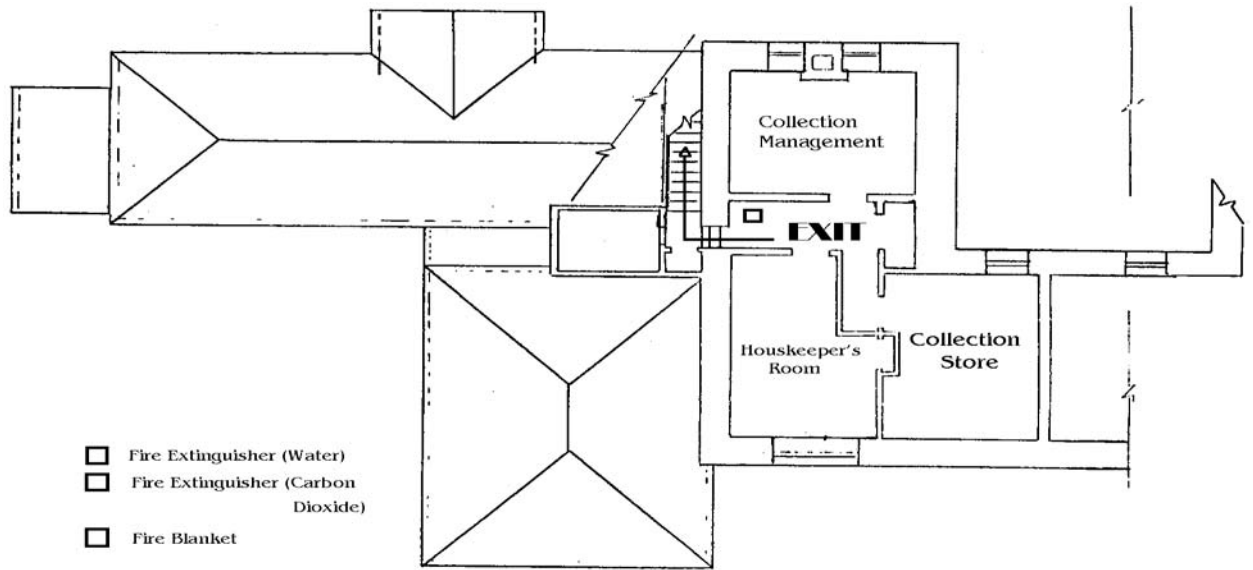 Collection
Management
EXIT
Houskeeper's
Room
Collection
Store
Fire Extinguisher (Water)
Fire Extinguisher (Carbon
Dioxide)
Fire Blanket